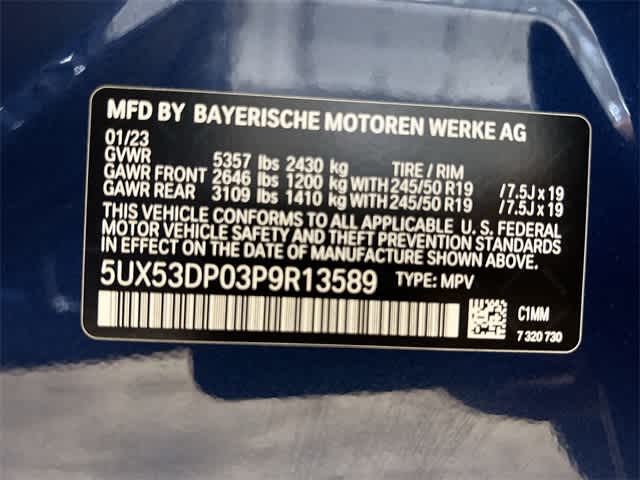 MFD BY BAYERISCHE MOTOREN WERKE AG
01/23
GVWR 5357 lbs 2430 kg TIRE / RIM
GAWR FRONT 2646 lbs 1200 kg WITH 245/50 R19 /7.5J x 19
GAWR REAR 3109 lbs 1410 kg WITH 245/50 R19 /7.5J x 19
THIS VEHICLE CONFORMS TO ALL APPLICABLE U. S. FEDERAL
MOTOR VEHICLE SAFETY AND THEFT PREVENTION STANDARDS
IN EFFECT ON THE DATE OF MANUFACTURE SHOWN ABOVE.
5UX53DP03P9R13589 TYPE: MPV
C1MM
7 320 730